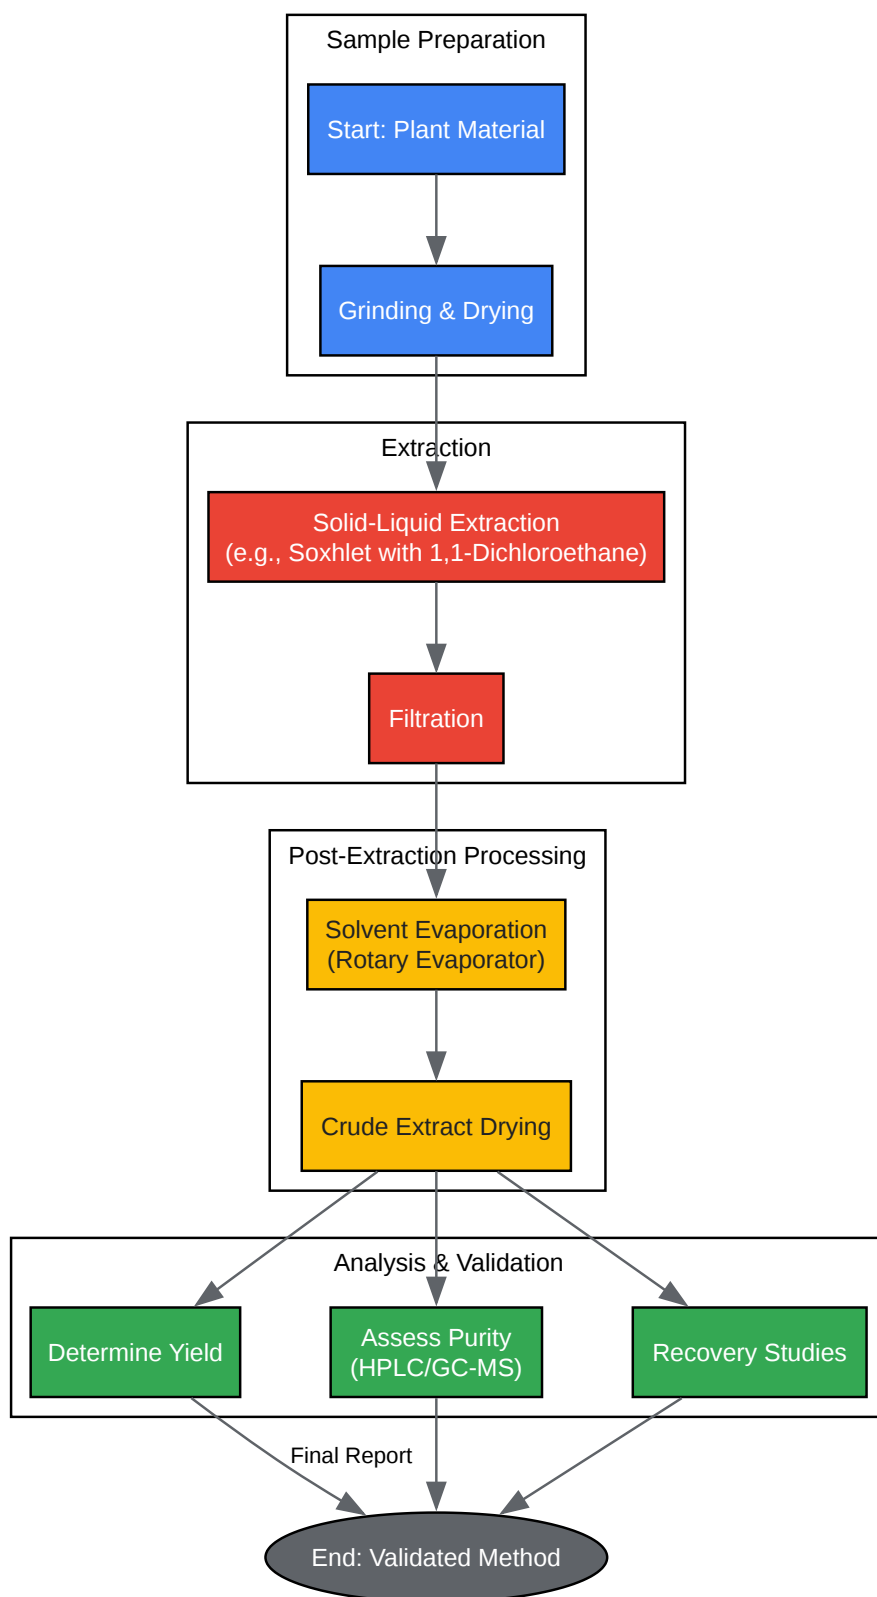 Sample Preparation
Start: Plant Material
Grinding & Drying
Extraction
Solid-Liquid Extraction
(e.g., Soxhlet with 1,1-Dichloroethane)
Filtration
Post-Extraction Processing
Solvent Evaporation
(Rotary Evaporator)
Crude Extract Drying
Analysis & Validation
Determine Yield
Assess Purity
(HPLC/GC-MS)
Recovery Studies
Final Report
End: Validated Method